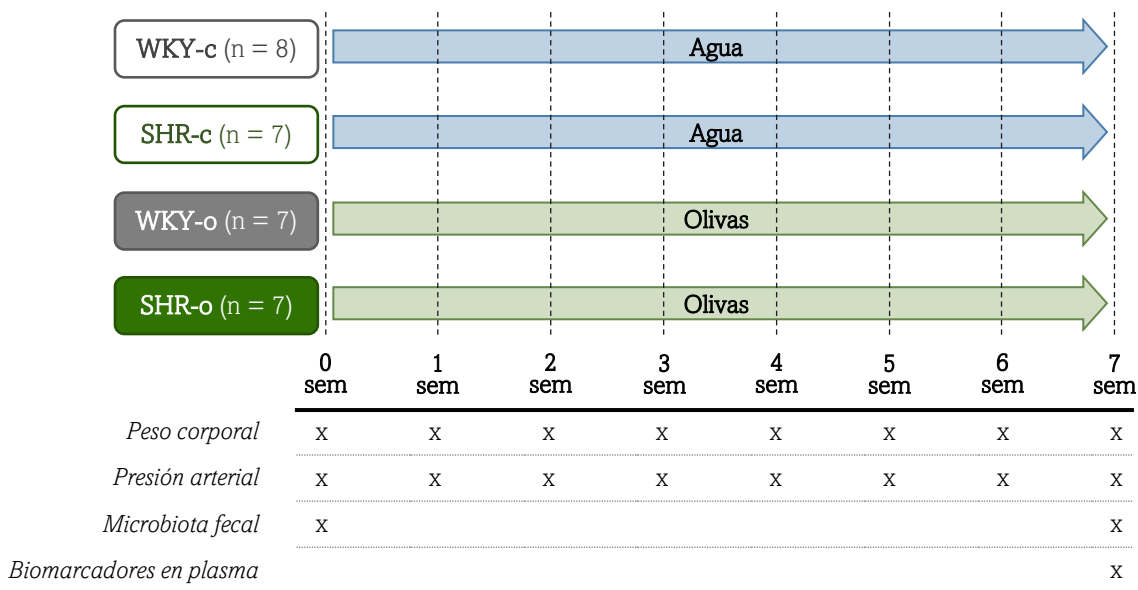 WKY-c (n = 8)
Agua
SHR-c (n = 7)
Agua
WKY-o (n = 7)
Olivas
SHR-o (n = 7)
Olivas
0 1 2 3 4 5 6 7
sem sem sem sem sem sem sem sem
Peso corporal x x x x x x x x
Presión arterial x x x x x x x x
Microbiota fecal x x
Biomarcadores en plasma x